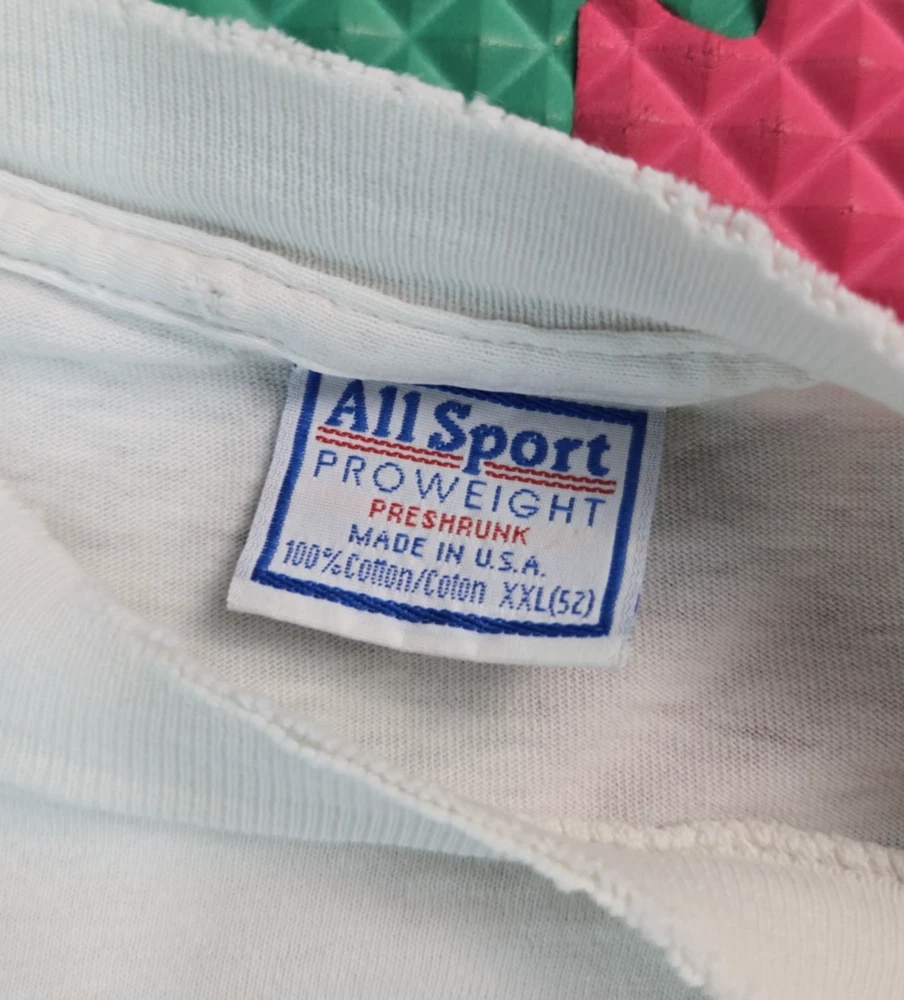 All Sport
PROWEIGHT
PRESHRUNK
MADE IN U.S.A.
100% Cotton/Coton XXL(52)